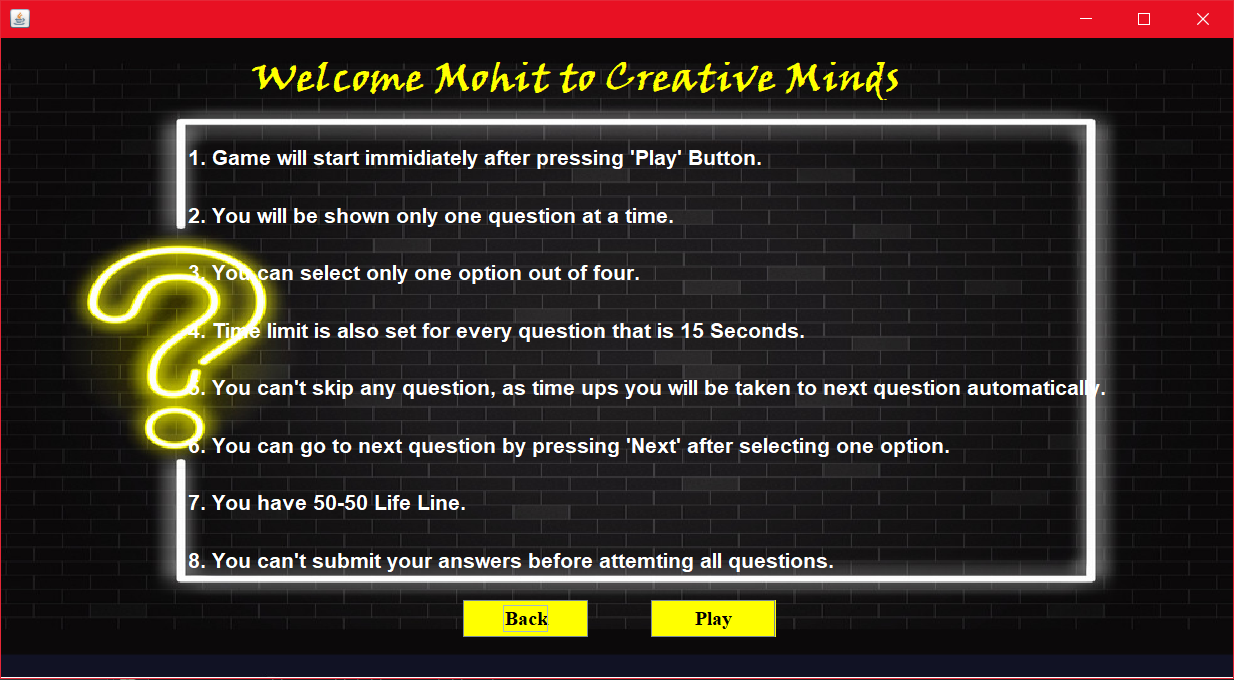 Welcome Mohit to Creative Minds
1. Game will start immidiately after pressing 'Play' Button.
2. You will be shown only one question at a time.
3. You can select only one option out of four.
4. Time limit is also set for every question that is 15 Seconds.
5. You can't skip any question, as time ups you will be taken to next question automatically.
6. You can go to next question by pressing 'Next' after selecting one option.
7. You have 50-50 Life Line.
8. You can't submit your answers before attemting all questions.
Back Play